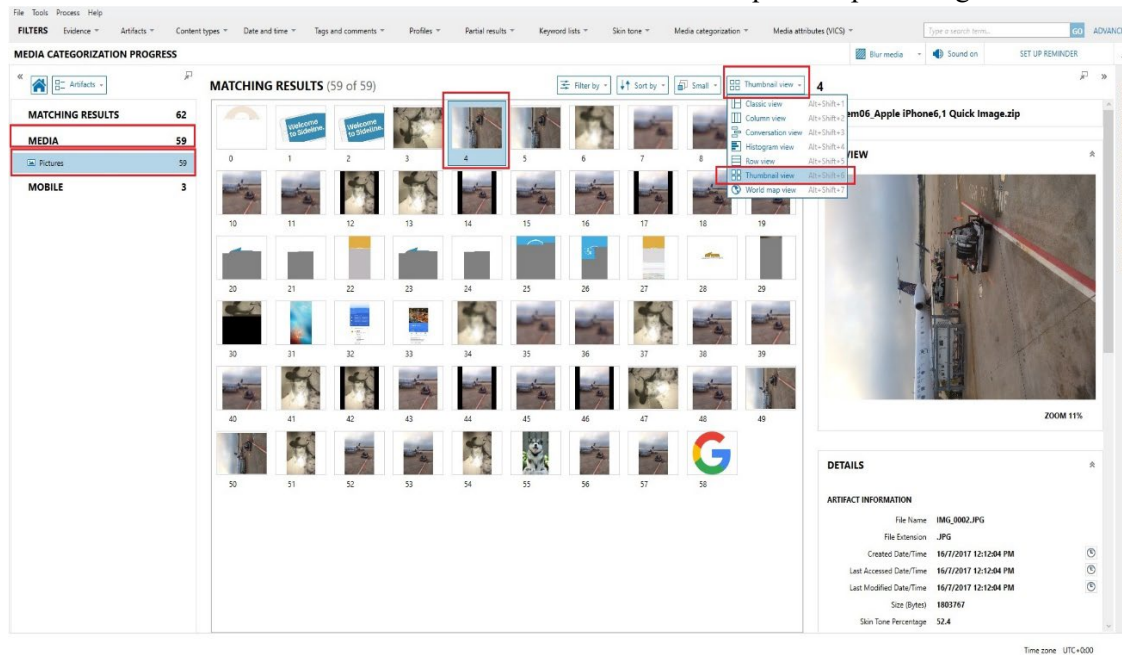 File Tools Process Help
FILTERS Evidence Artifacts Content types Date and time Tags and comments Profiles Partial results Keyword lists Skin tone Media categorization Media attributes (VICS) Type a search term... GO ADVANC
MEDIA CATEGORIZATION PROGRESS Blur media Sound on SET UP REMINDER
« Artifacts MATCHING RESULTS (59 of 59) Filter by Sort by Small Thumbnail view 4 »
MATCHING RESULTS 62
MEDIA 59
Pictures 59
MOBILE 3
Classic view Alt+Shift+1
Column view Alt+Shift+2
Conversation view Alt+Shift+3
Histogram view Alt+Shift+4
Row view Alt+Shift+5
Thumbnail view Alt+Shift+6
World map view Alt+Shift+7
Welcome to Sideline.
Welcome to Sideline.
0 1 2 3 4 5 6 7 8
10 11 12 13 14 15 16 17 18 19
20 21 22 23 24 25 26 27 28 29
30 31 32 33 34 35 36 37 38 39
40 41 42 43 44 45 46 47 48 49
50 51 52 53 54 55 56 57 58
em06_Apple iPhone6,1 Quick Image.zip
IEW
ZOOM 11%
DETAILS
ARTIFACT INFORMATION
File Name IMG_0002.JPG
File Extension .JPG
Created Date/Time 16/7/2017 12:12:04 PM
Last Accessed Date/Time 16/7/2017 12:12:04 PM
Last Modified Date/Time 16/7/2017 12:12:04 PM
Size (Bytes) 1803767
Skin Tone Percentage 52.4
Time zone UTC+0:00